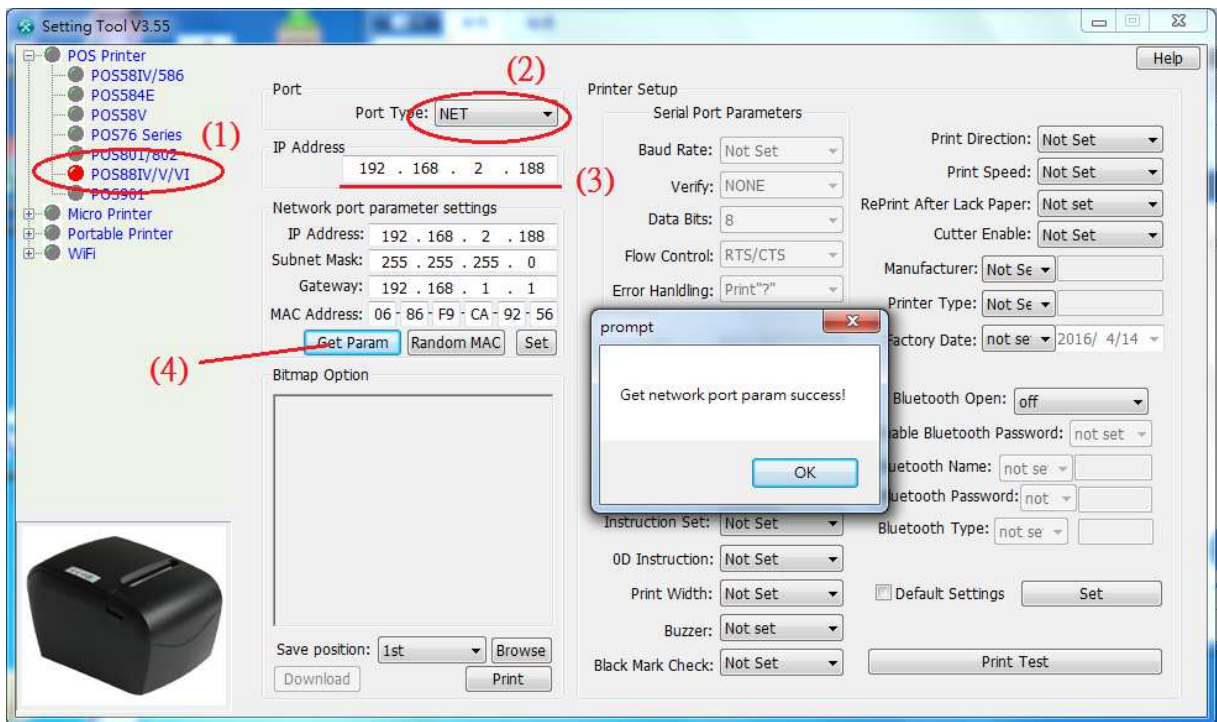 Setting Tool V3.55
Help
POS Printer
POS58IV/586
POS584E
POS58V
POS76 Series
POS801/802
POS88IV/V/VI
POS901
Micro Printer
Portable Printer
WiFi
(1)
(2)
(3)
(4)
Port
Port Type: NET
IP Address
192 . 168 . 2 . 188
Network port parameter settings
IP Address: 192 . 168 . 2 . 188
Subnet Mask: 255 . 255 . 255 . 0
Gateway: 192 . 168 . 1 . 1
MAC Address: 06 - 86 - F9 - CA - 92 - 56
Get Param Random MAC Set
Bitmap Option
Save position: 1st Browse
Download Print
Printer Setup
Serial Port Parameters
Baud Rate: Not Set
Verify: NONE
Data Bits: 8
Flow Control: RTS/CTS
Error Hanldling: Print"?"
prompt
Get network port param success!
OK
Instruction Set: Not Set
0D Instruction: Not Set
Print Width: Not Set
Buzzer: Not set
Black Mark Check: Not Set
Print Direction: Not Set
Print Speed: Not Set
RePrint After Lack Paper: Not set
Cutter Enable: Not Set
Manufacturer: Not Se
Printer Type: Not Se
Factory Date: not se 2016/ 4/14
Bluetooth Open: off
able Bluetooth Password: not set
uetooth Name: not se
uetooth Password: not
Bluetooth Type: not se
Default Settings Set
Print Test